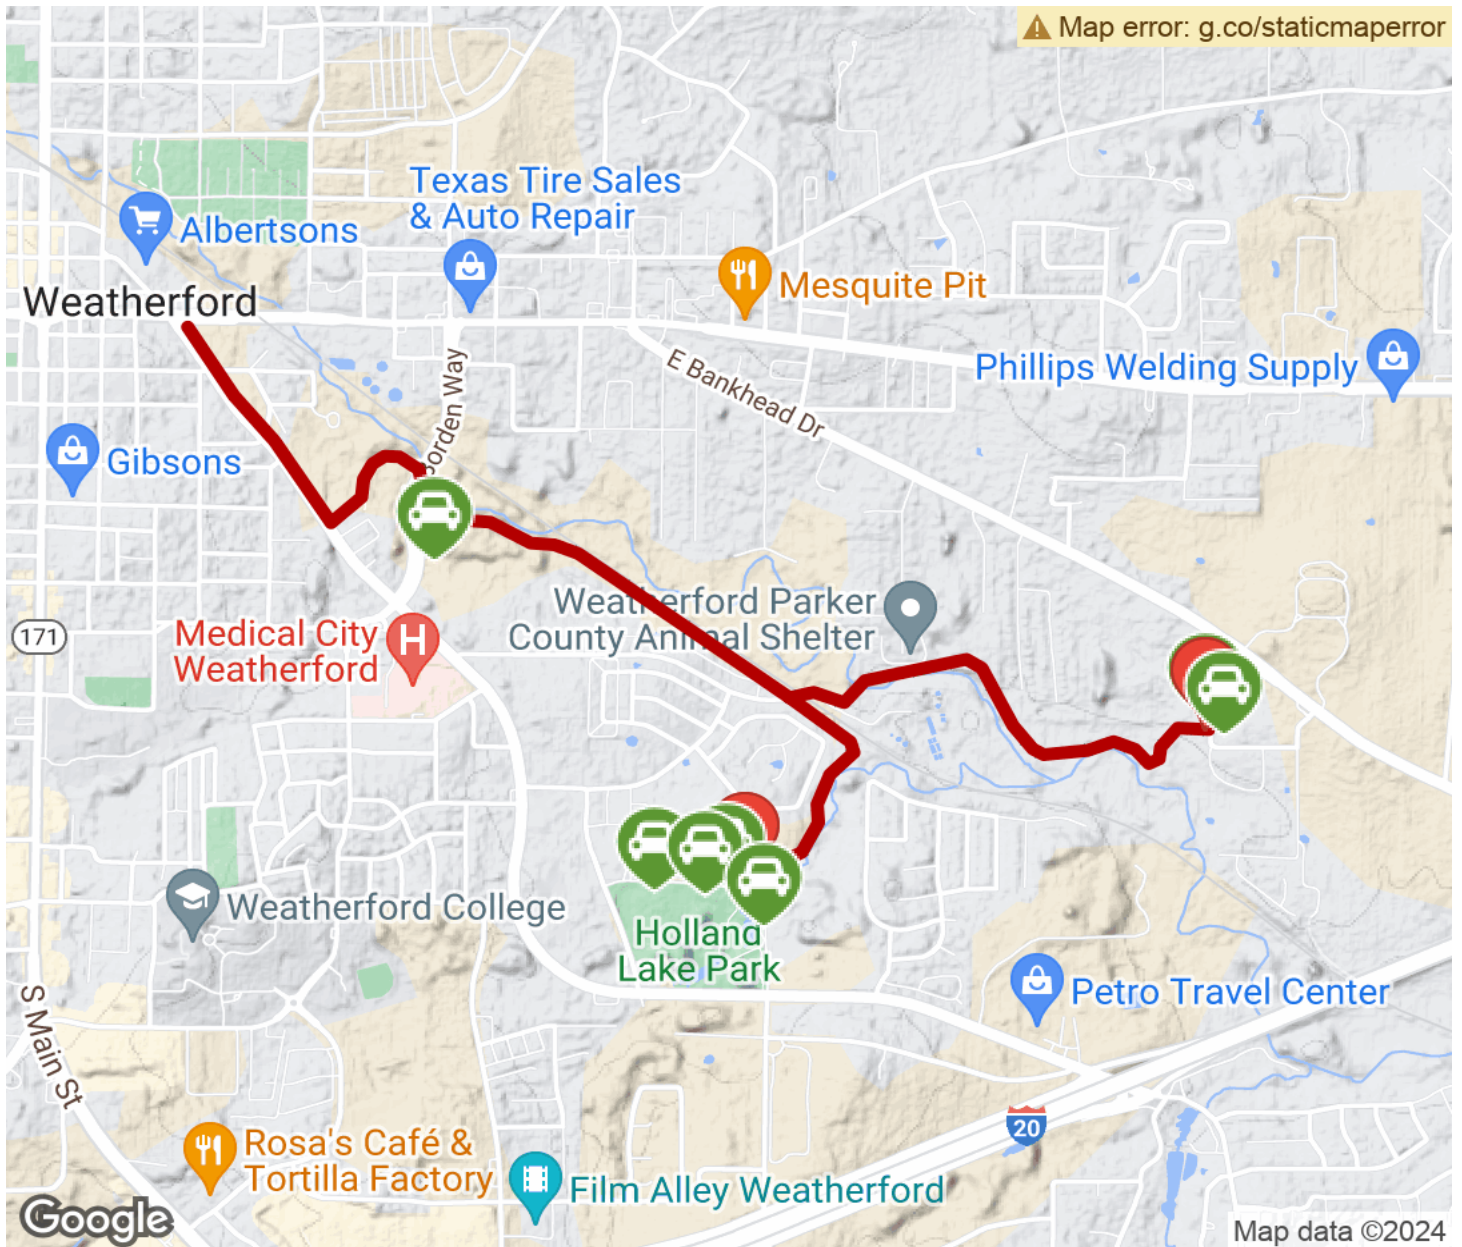 Map error: g.co/staticmaperror
Texas Tire Sales
& Auto Repair
Albertsons
Mesquite Pit
Weatherford
E Bankhead Dr
Phillips Welding Supply
Borden Way
Gibsons
Weatherford Parker
County Animal Shelter
171
Medical City
Weatherford
H
Weatherford College
Holland
Lake Park
Petro Travel Center
S Main St
20
Rosa's Café &
Tortilla Factory
Film Alley Weatherford
Google
Map data ©2024